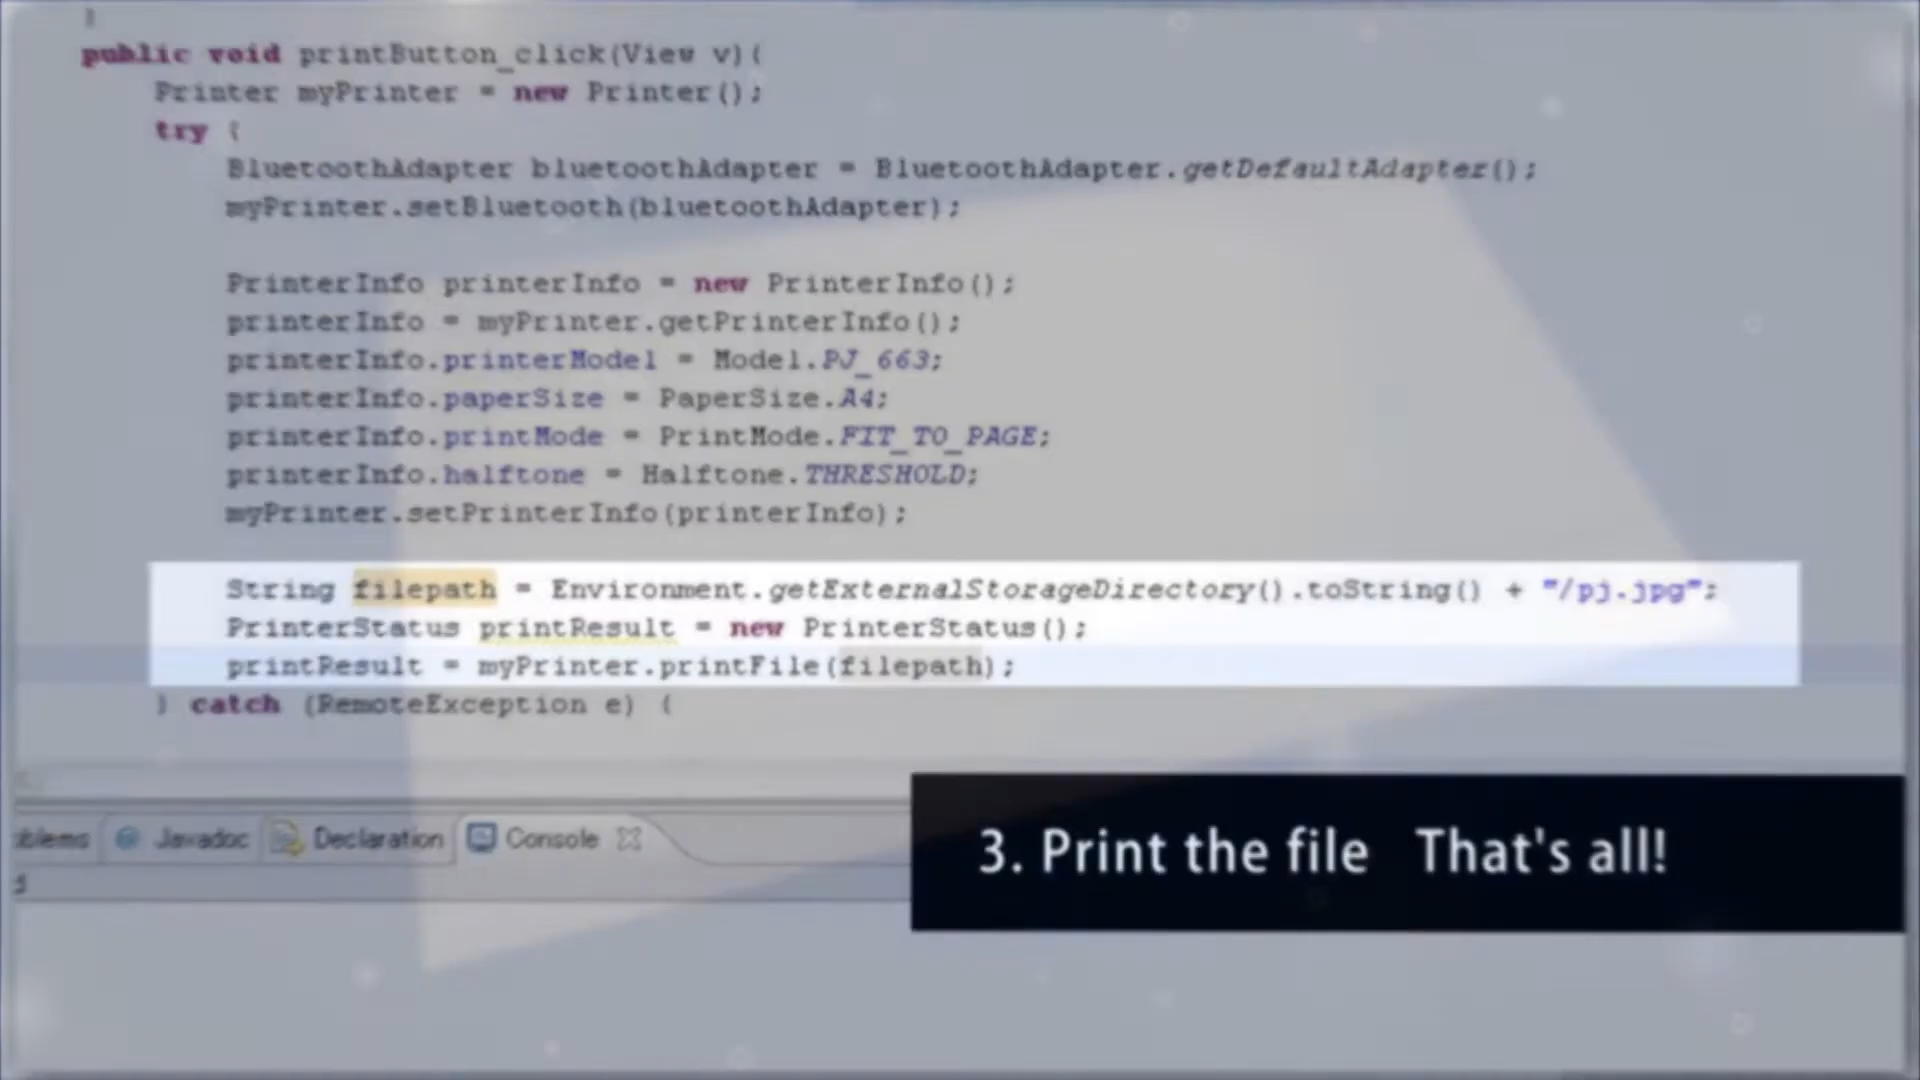 }
public void printButton_click(View v){
Printer myPrinter = new Printer();
try {
BluetoothAdapter bluetoothAdapter = BluetoothAdapter.getDefaultAdapter();
myPrinter.setBluetooth(bluetoothAdapter);
PrinterInfo printerInfo = new PrinterInfo();
printerInfo = myPrinter.getPrinterInfo();
printerInfo.printerModel = Model.PJ_663;
printerInfo.paperSize = PaperSize.A4;
printerInfo.printMode = PrintMode.FIT_TO_PAGE;
printerInfo.halftone = Halftone.THRESHOLD;
myPrinter.setPrinterInfo(printerInfo);
String filepath = Environment.getExternalStorageDirectory().toString() + "/pj.jpg";
PrinterStatus printResult = new PrinterStatus();
printResult = myPrinter.printFile(filepath);
} catch (RemoteException e) {
blems Javadoc Declaration Console
3. Print the file That's all!